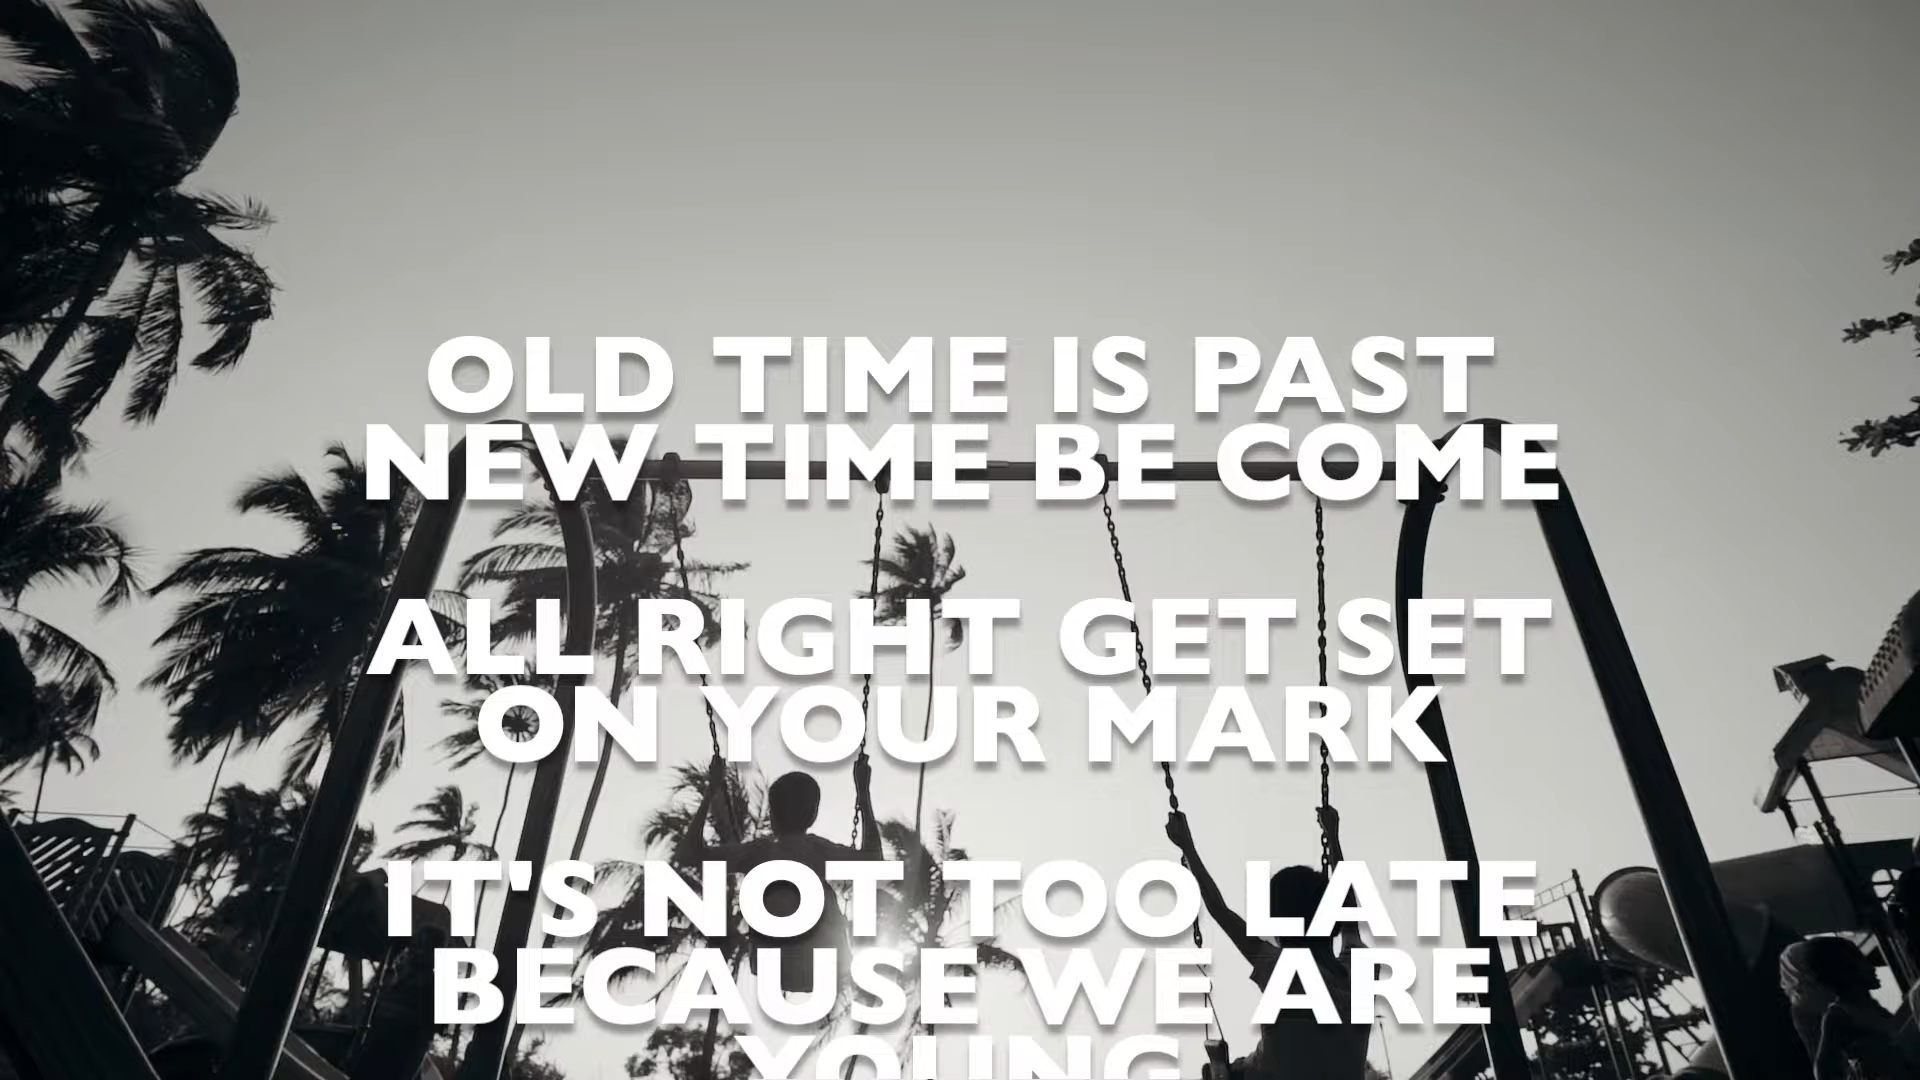 OLD TIME IS PAST
NEW TIME BE COME
ALL RIGHT GET SET
ON YOUR MARK
IT'S NOT TOO LATE
BECAUSE WE ARE
YOUNG